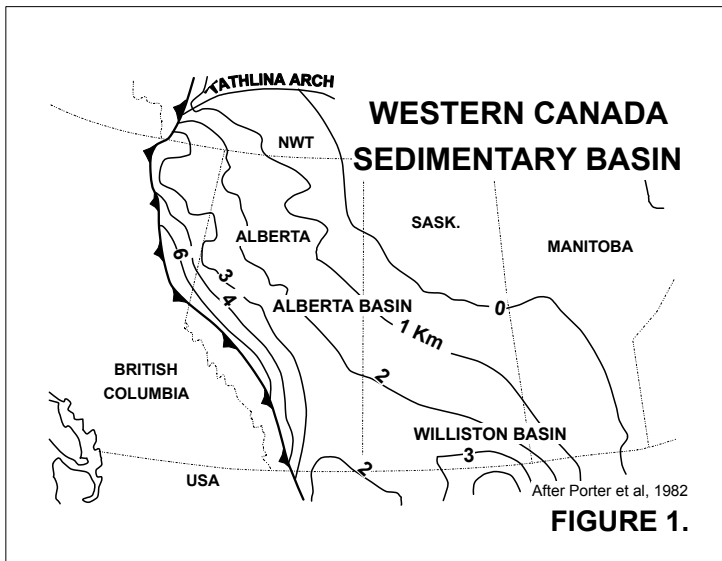 TATHLINA ARCH
WESTERN CANADA
SEDIMENTARY BASIN
NWT
SASK.
ALBERTA
MANITOBA
6
3
4
ALBERTA BASIN
0
1 Km
BRITISH
COLUMBIA
2
WILLISTON BASIN
3
2
USA
After Porter et al, 1982
FIGURE 1.